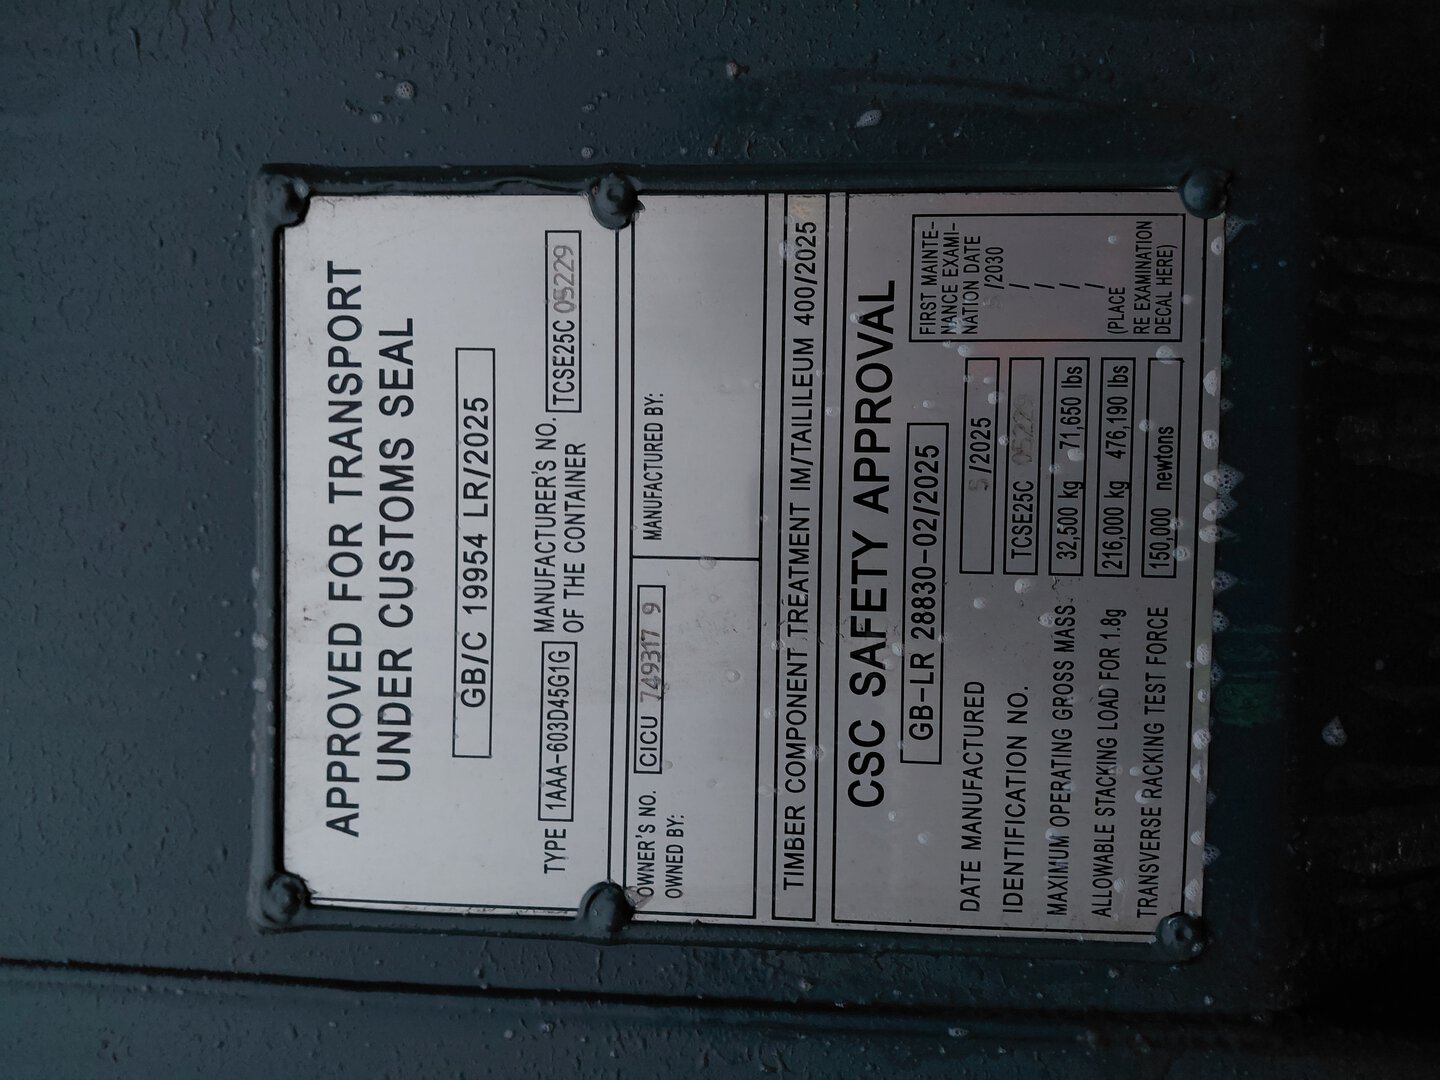 APPROVED FOR TRANSPORT
UNDER CUSTOMS SEAL
GB/C 19954 LR/2025
TYPE 1AAA-603D45G1G MANUFACTURER'S NO. OF THE CONTAINER TCSE25C 05229
OWNER'S NO. CICU 749317 9
OWNED BY:
MANUFACTURED BY:
TIMBER COMPONENT TREATMENT IM/TAILILEUM 400/2025
CSC SAFETY APPROVAL
GB-LR 28830-02/2025
DATE MANUFACTURED 5 /2025
IDENTIFICATION NO. TCSE25C 05229
MAXIMUM OPERATING GROSS MASS. 32,500 kg 71,650 lbs
ALLOWABLE STACKING LOAD FOR 1.8g 216,000 kg 476,190 lbs
TRANSVERSE RACKING TEST FORCE 150,000 newtons
FIRST MAINTE-
NANCE EXAMI-
NATION DATE
/2030
/
/
/
/
(PLACE
RE EXAMINATION
DECAL HERE)